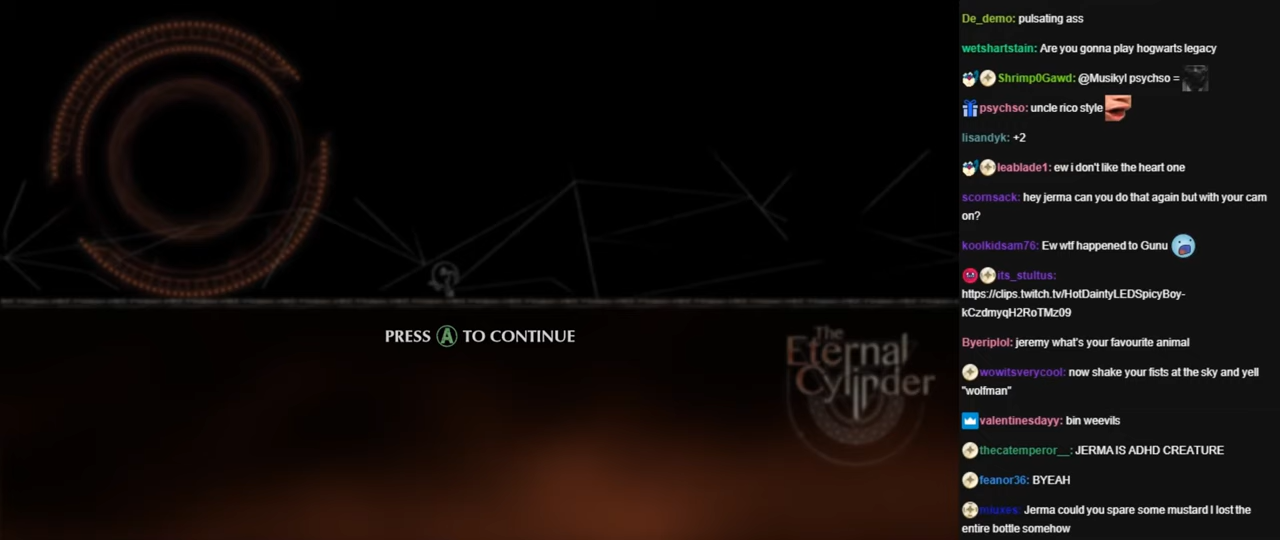 PRESS A TO CONTINUE
The
Eternal
Cylinder
De_demo: pulsating ass
wetshartstain: Are you gonna play hogwarts legacy
Shrimp0Gawd: @Musikyl psychso =
psychso: uncle rico style
lisandyk: +2
leablade1: ew i don't like the heart one
scornsack: hey jerma can you do that again but with your cam
on?
koolkidsam76: Ew wtf happened to Gunu
its_stultus:
https://clips.twitch.tv/HotDaintyLEDSpicyBoy-
kCzdmyqH2RoTMz09
Byeriplol: jeremy what's your favourite animal
wowitsverycool: now shake your fists at the sky and yell
"wolfman"
valentinesdayy: bin weevils
thecatemperor__: JERMA IS ADHD CREATURE
feanor36: BYEAH
miuxes: Jerma could you spare some mustard I lost the
entire bottle somehow